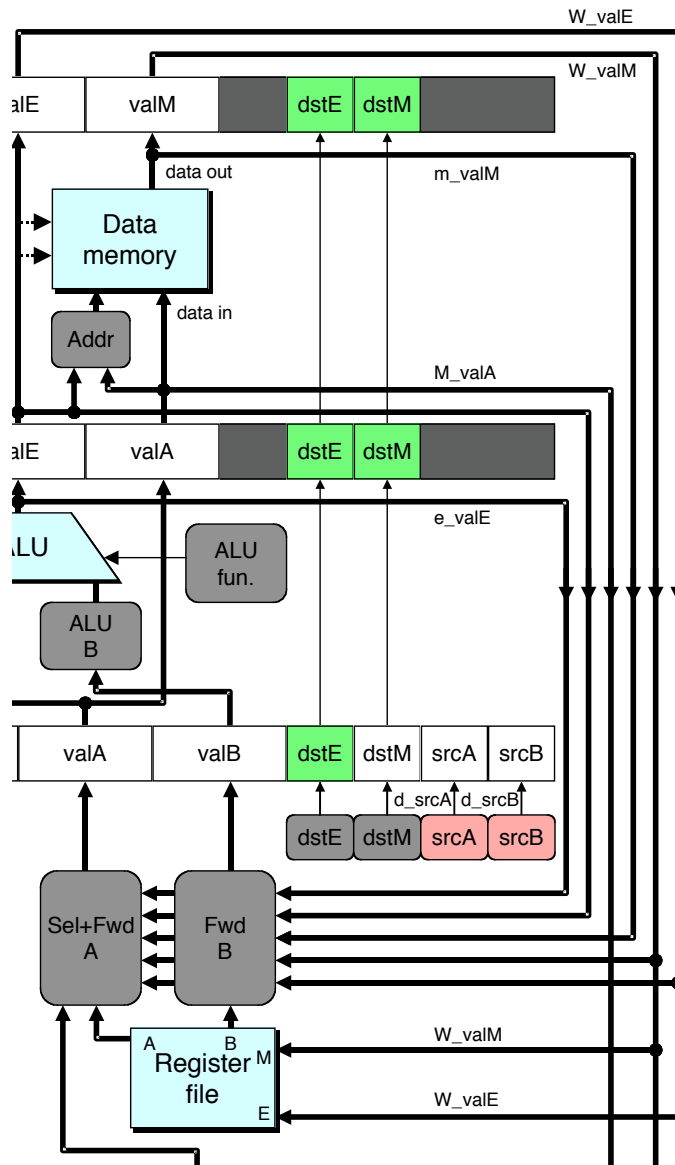 W_valE
W_valM
alE
valM
dstE
dstM
data out
m_valM
Data
memory
data in
Addr
M_valA
alE
valA
dstE
dstM
e_valE
LU
ALU
fun.
ALU
B
valA
valB
dstE
dstM
srcA
srcB
d_srcA
d_srcB
dstE
dstM
srcA
srcB
Sel+Fwd
A
Fwd
B
A
B
W_valM
Register
file
M
W_valE
E